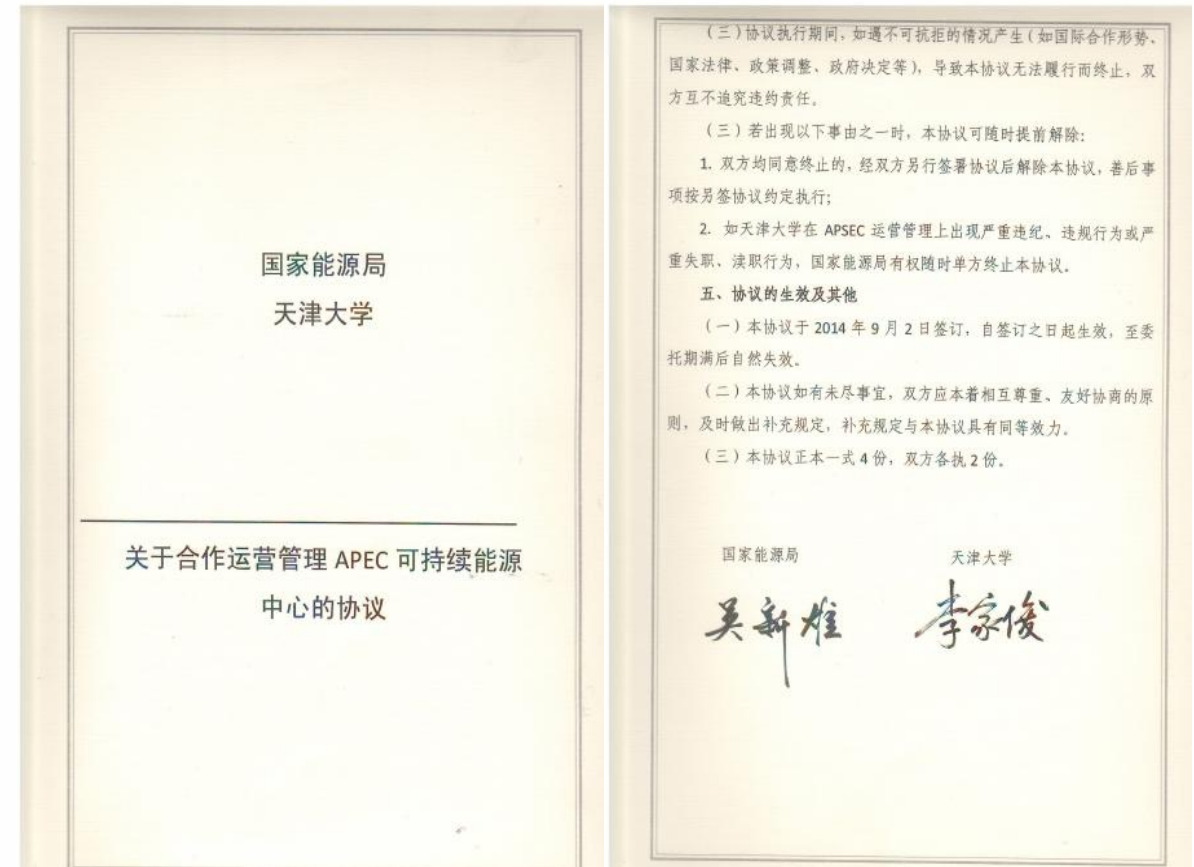 国家能源局
天津大学
关于合作运营管理 APEC 可持续能源
中心的协议
（三）协议执行期间，如遇不可抗拒的情况产生（如国际合作形势、
国家法律、政策调整、政府决定等），导致本协议无法履行而终止，双
方互不追究违约责任。
（三）若出现以下事由之一时，本协议可随时提前解除：
1. 双方均同意终止的，经双方另行签署协议后解除本协议，善后事
项按另签协议约定执行；
2. 如天津大学在 APSEC 运营管理上出现严重违纪、违规行为或严
重失职、渎职行为，国家能源局有权随时单方终止本协议。
五、协议的生效及其他
（一）本协议于 2014 年 9 月 2 日签订，自签订之日起生效，至委
托期满后自然失效。
（二）本协议如有未尽事宜，双方应本着相互尊重、友好协商的原
则，及时做出补充规定，补充规定与本协议具有同等效力。
（三）本协议正本一式 4 份，双方各执 2 份。
国家能源局 天津大学
吴新雄 李家俊